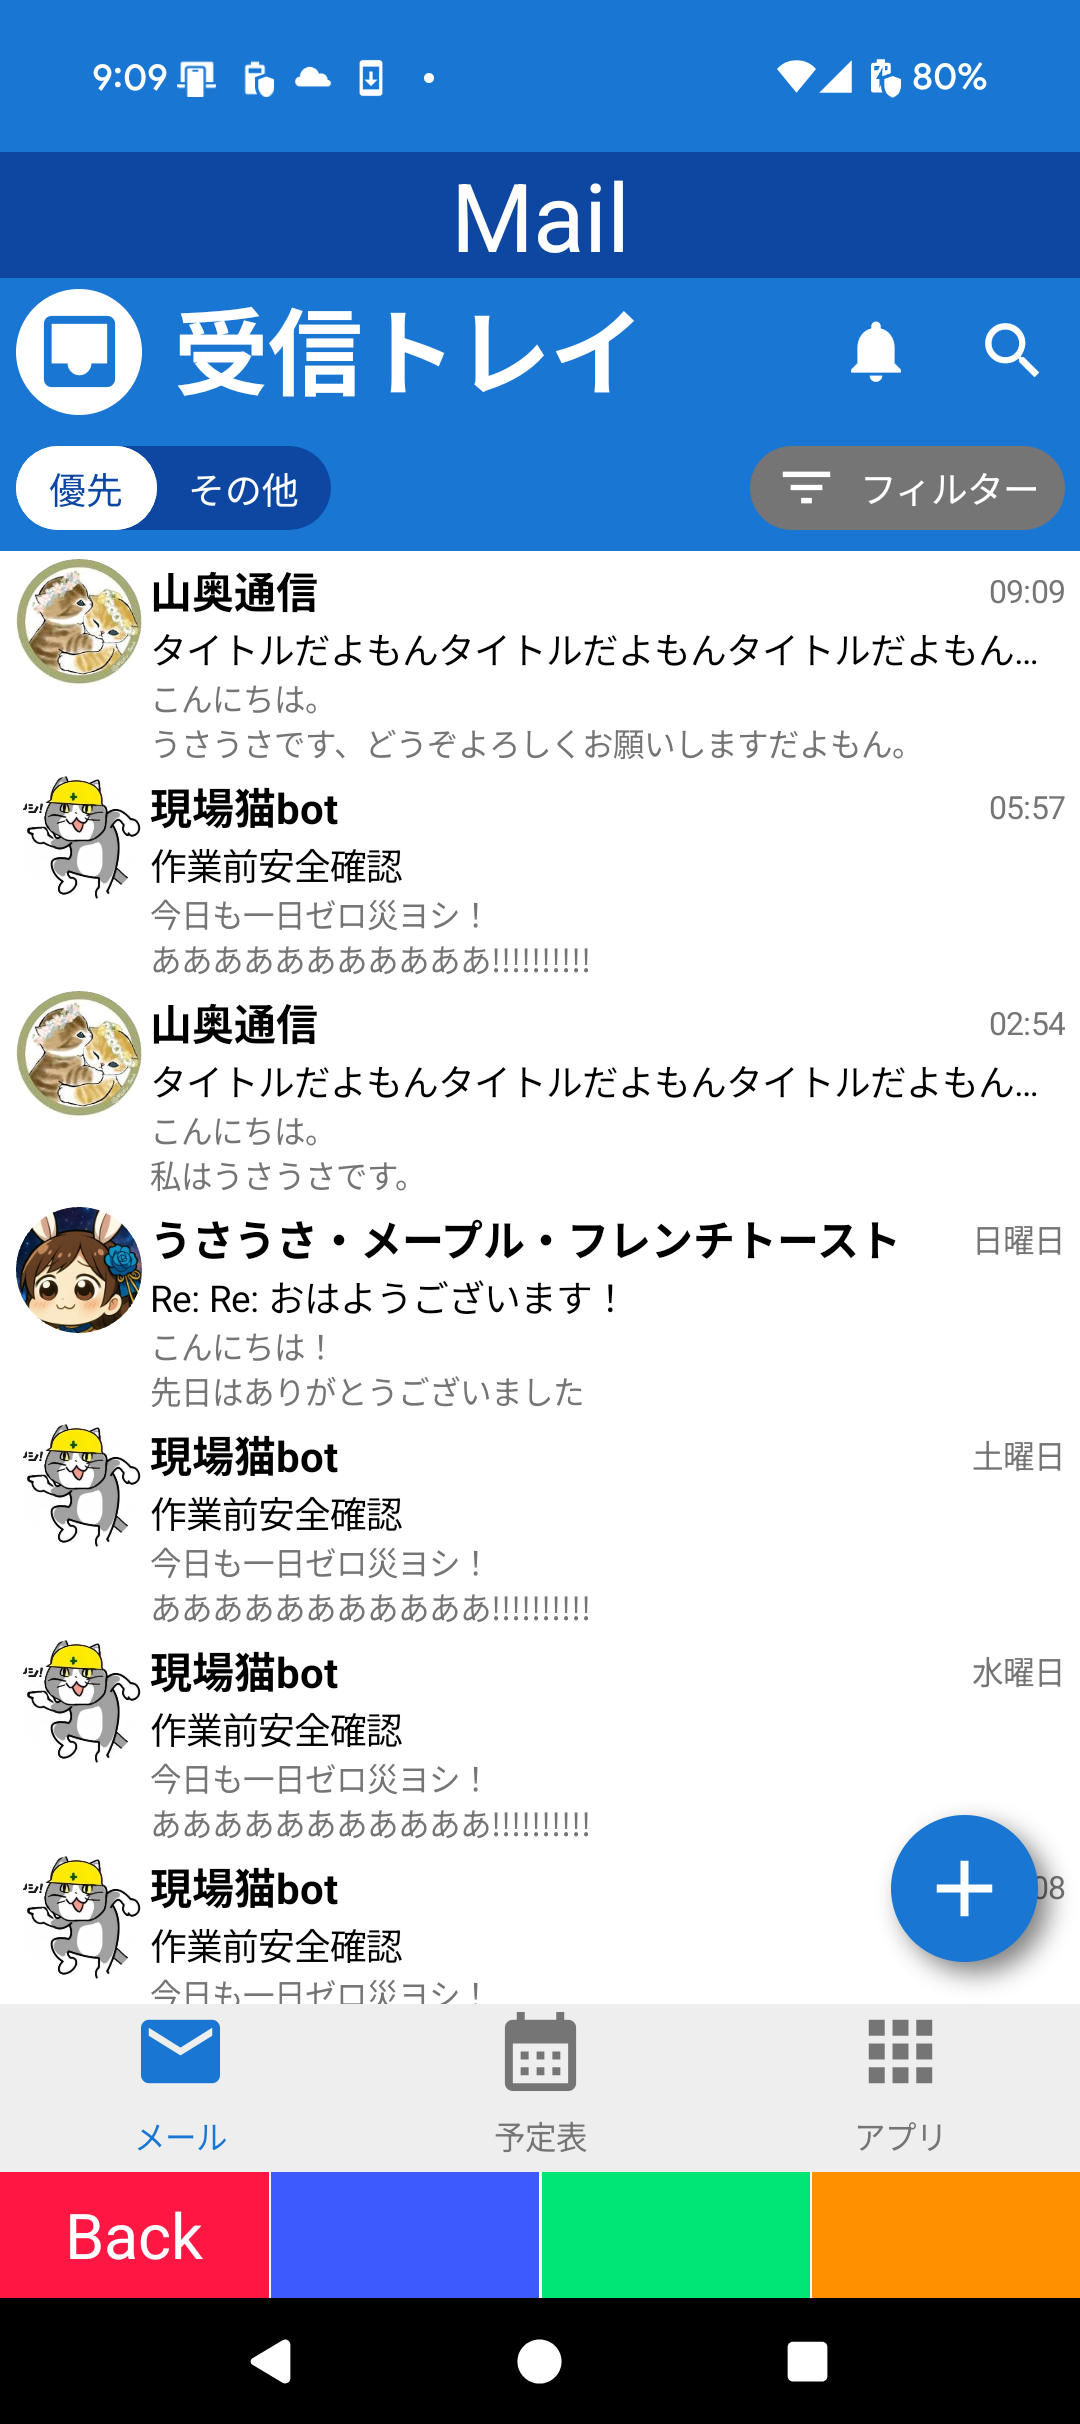 9:09
80%
Mail
受信トレイ
優先
その他
フィルター
山奥通信
09:09
タイトルだよもんタイトルだよもんタイトルだよもん...
こんにちは。
うさうさです、どうぞよろしくお願いしますだよもん。
現場猫bot
05:57
作業前安全確認
今日も一日ゼロ災ヨシ！
あああああああああああ!!!!!!!!!!
山奥通信
02:54
タイトルだよもんタイトルだよもんタイトルだよもん...
こんにちは。
私はうさうさです。
うさうさ・メープル・フレンチトースト
日曜日
Re: Re: おはようございます！
こんにちは！
先日はありがとうございました
現場猫bot
土曜日
作業前安全確認
今日も一日ゼロ災ヨシ！
あああああああああああ!!!!!!!!!!
現場猫bot
水曜日
作業前安全確認
今日も一日ゼロ災ヨシ！
あああああああああああ!!!!!!!!!!
現場猫bot
08
作業前安全確認
今日も一日ゼロ災ヨシ！
メール
予定表
アプリ
Back